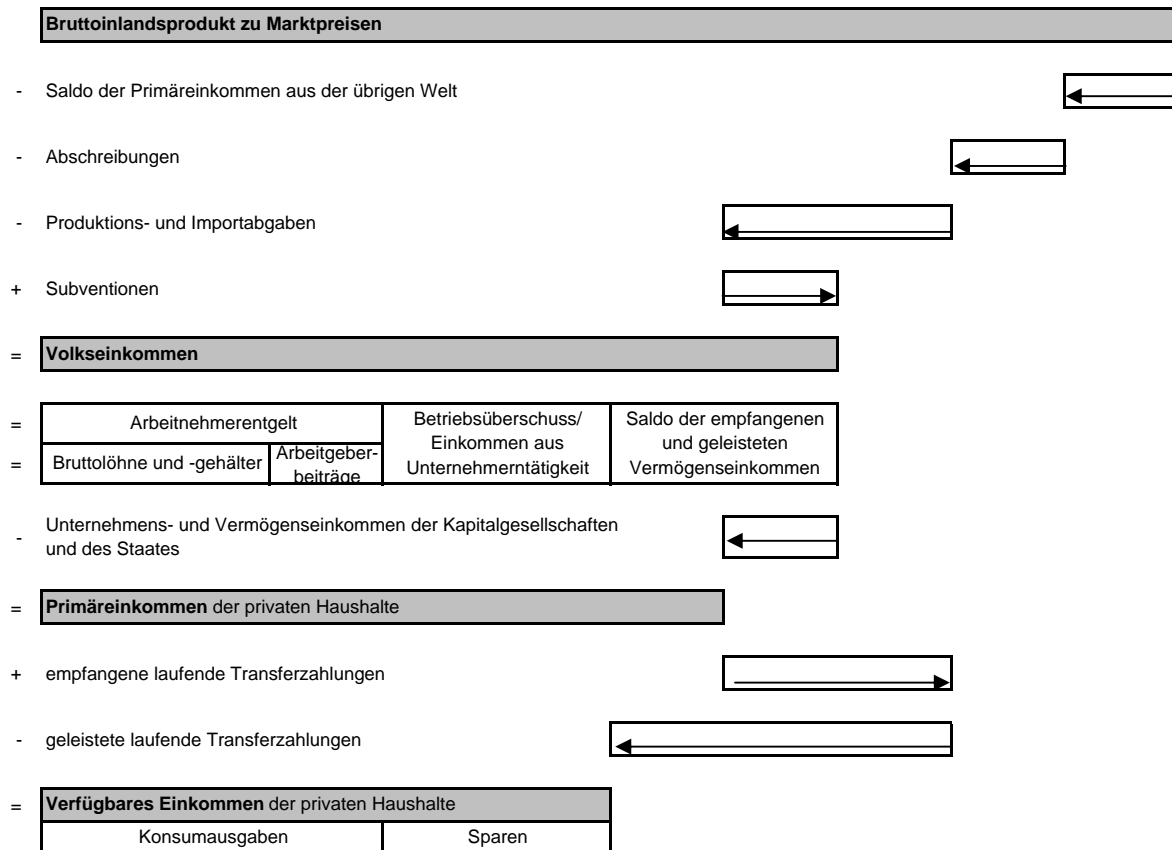 Bruttoinlandsprodukt zu Marktpreisen
- Saldo der Primäreinkommen aus der übrigen Welt
- Abschreibungen
- Produktions- und Importabgaben
+ Subventionen
= Volkseinkommen
= Arbeitnehmerentgelt
= Bruttolöhne und -gehälter
Arbeitgeber-
beiträge
Betriebsüberschuss/
Einkommen aus
Unternehmerntätigkeit
Saldo der empfangenen
und geleisteten
Vermögenseinkommen
- Unternehmens- und Vermögenseinkommen der Kapitalgesellschaften
und des Staates
= Primäreinkommen der privaten Haushalte
+ empfangene laufende Transferzahlungen
- geleistete laufende Transferzahlungen
= Verfügbares Einkommen der privaten Haushalte
Konsumausgaben Sparen